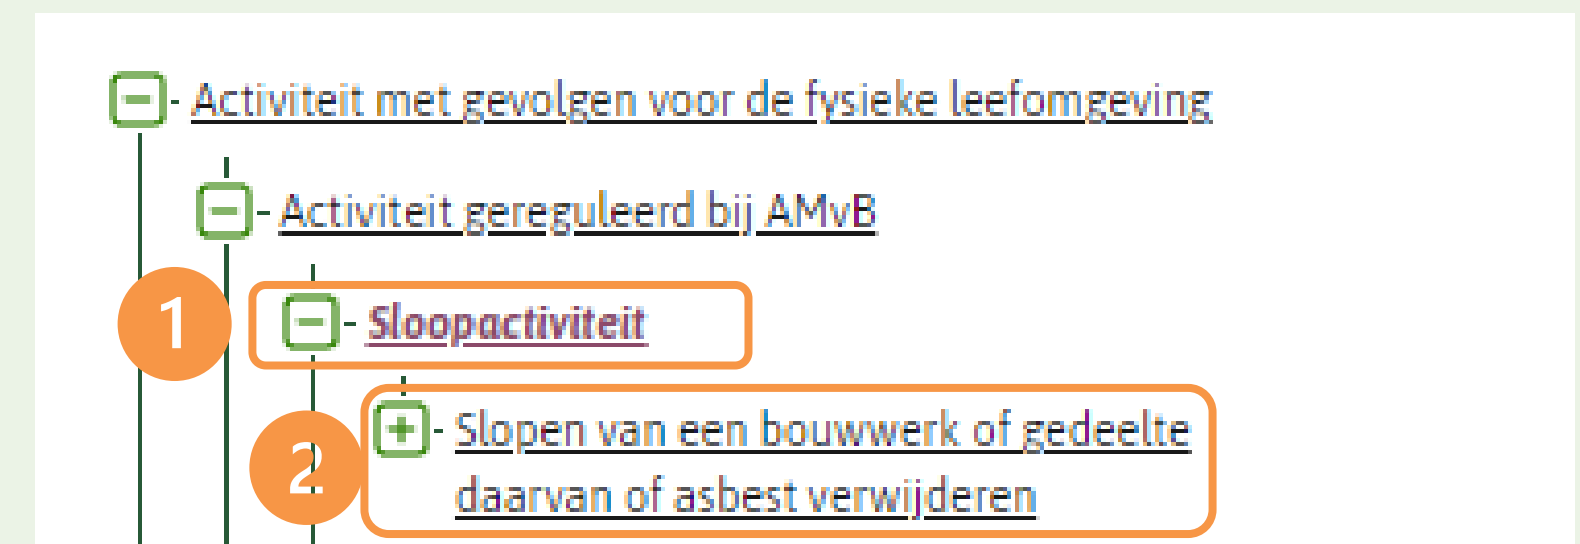 Activiteit met gevolgen voor de fysieke leefomgeving
Activiteit gereguleerd bij AMvB
1
Sloopactiviteit
2
Slopen van een bouwwerk of gedeelte
daarvan of asbest verwijderen